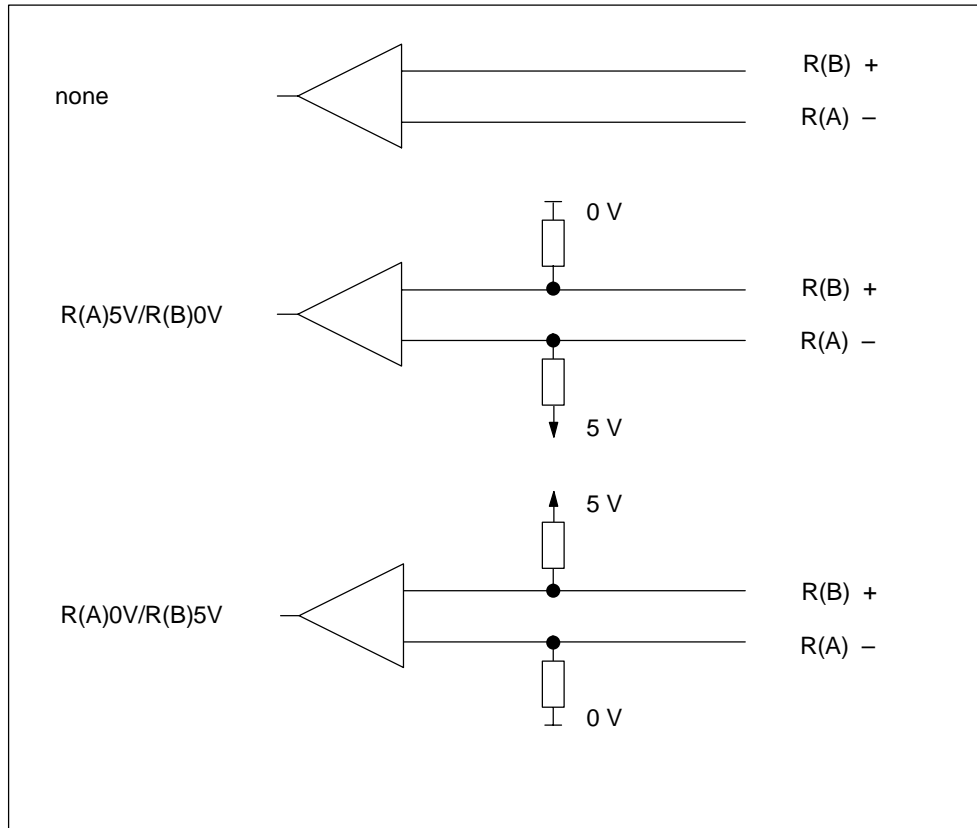 R(B) +
none
R(A) –
0 V
R(B) +
R(A)5V/R(B)0V
R(A) –
5 V
5 V
R(B) +
R(A)0V/R(B)5V
R(A) –
0 V